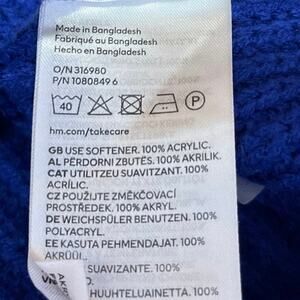 Made in Bangladesh
Fabriqué au Bangladesh
Hecho en Bangladesh
O/N 316980
P/N 1080849 6
40
P
hm.com/takecare
GB USE SOFTENER. 100% ACRYLIC.
AL PËRDORNI ZBUTËS. 100% AKRILIK.
CAT UTILITZEU SUAVITZANT. 100%
ACRÍLIC.
CZ POUŽIJTE ZMĚKČOVACÍ
PROSTŘEDEK. 100% AKRYL.
DE WEICHSPÜLER BENUTZEN. 100%
POLYACRYL.
EE KASUTA PEHMENDAJAT. 100%
AKRÜÜL.
SUAVIZANTE. 100%
HUUHTELUAINETTA. 100%